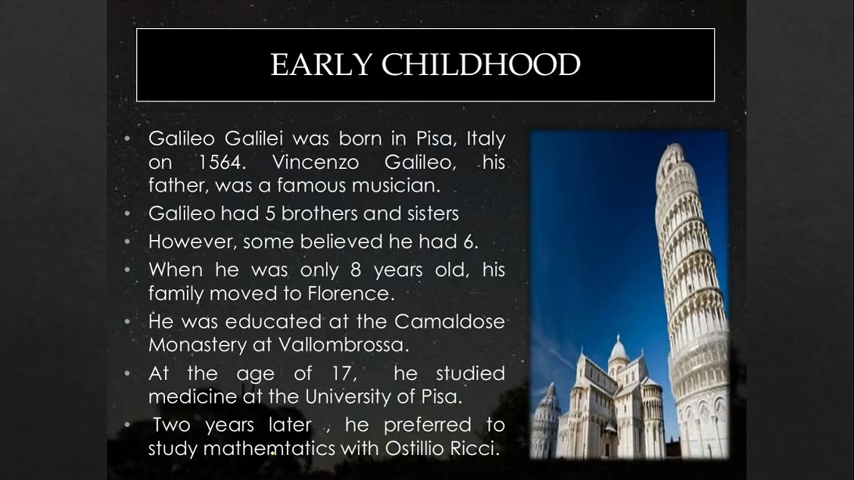 EARLY CHILDHOOD
• Galileo Galilei was born in Pisa, Italy
on 1564. Vincenzo Galileo, his
father, was a famous musician.
• Galileo had 5 brothers and sisters
• However, some believed he had 6.
• When he was only 8 years old, his
family moved to Florence.
• He was educated at the Camaldose
Monastery at Vallombrossa.
• At the age of 17, he studied
medicine at the University of Pisa.
• Two years later , he preferred to
study mathemtatics with Ostillio Ricci.